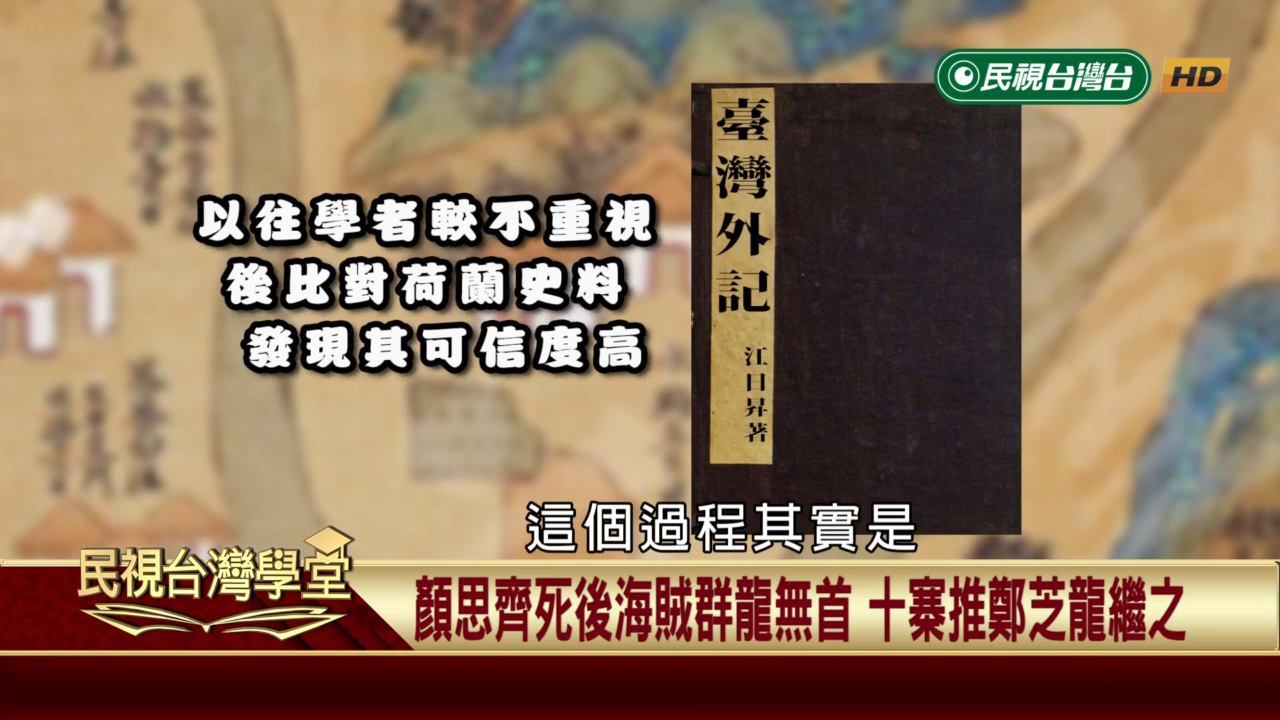 民視台灣台 HD
臺灣外記
江日昇著
以往學者較不重視
後比對荷蘭史料
發現其可信度高
這個過程其實是
民視台灣學堂
顏思齊死後海賊群龍無首 十寨推鄭芝龍繼之